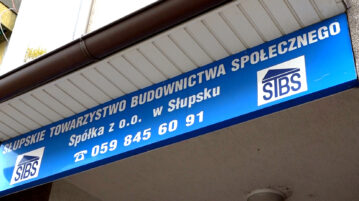 SŁUPSKIE TOWARZYSTWO BUDOWNICTWA SPOŁECZNEGO
Spółka z o.o. w Słupsku
☎ 059 845 60 91
STBS
STBS